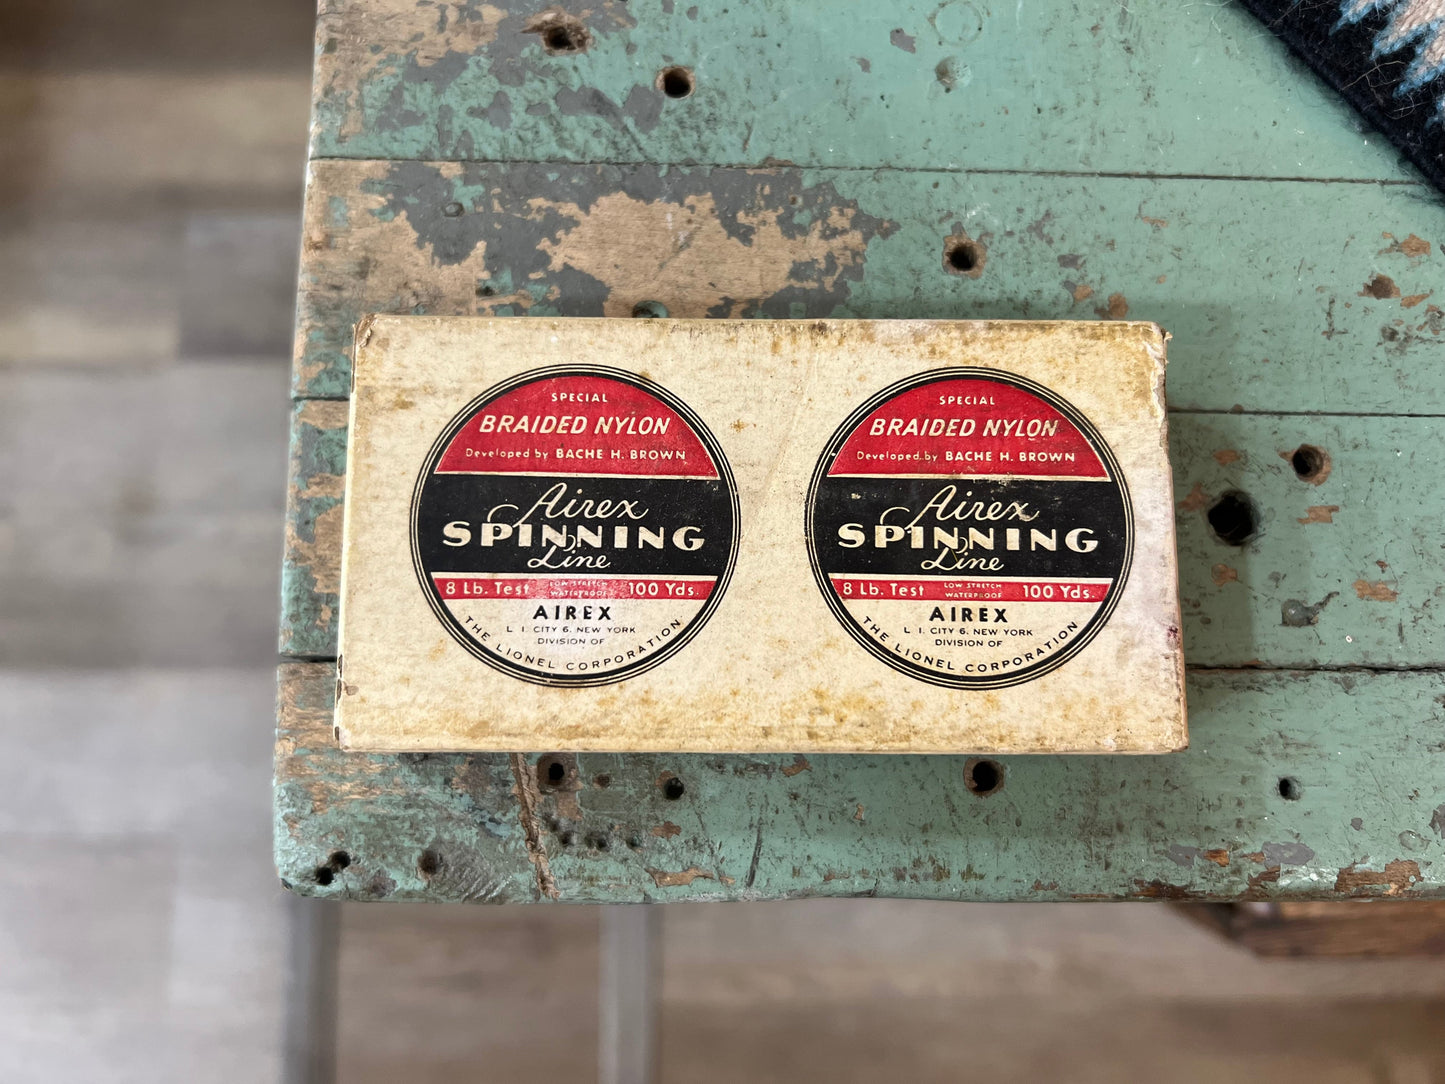 SPECIAL
BRAIDED NYLON
Developed by BACHE H. BROWN
Airex
SPINNING
Line
8 Lb. Test LOW STRETCH WATERPROOF 100 Yds.
AIREX
L. I. CITY 6, NEW YORK
DIVISION OF
THE LIONEL CORPORATION
SPECIAL
BRAIDED NYLON
Developed by BACHE H. BROWN
Airex
SPINNING
Line
8 Lb. Test LOW STRETCH WATERPROOF 100 Yds.
AIREX
L. I. CITY 6, NEW YORK
DIVISION OF
THE LIONEL CORPORATION